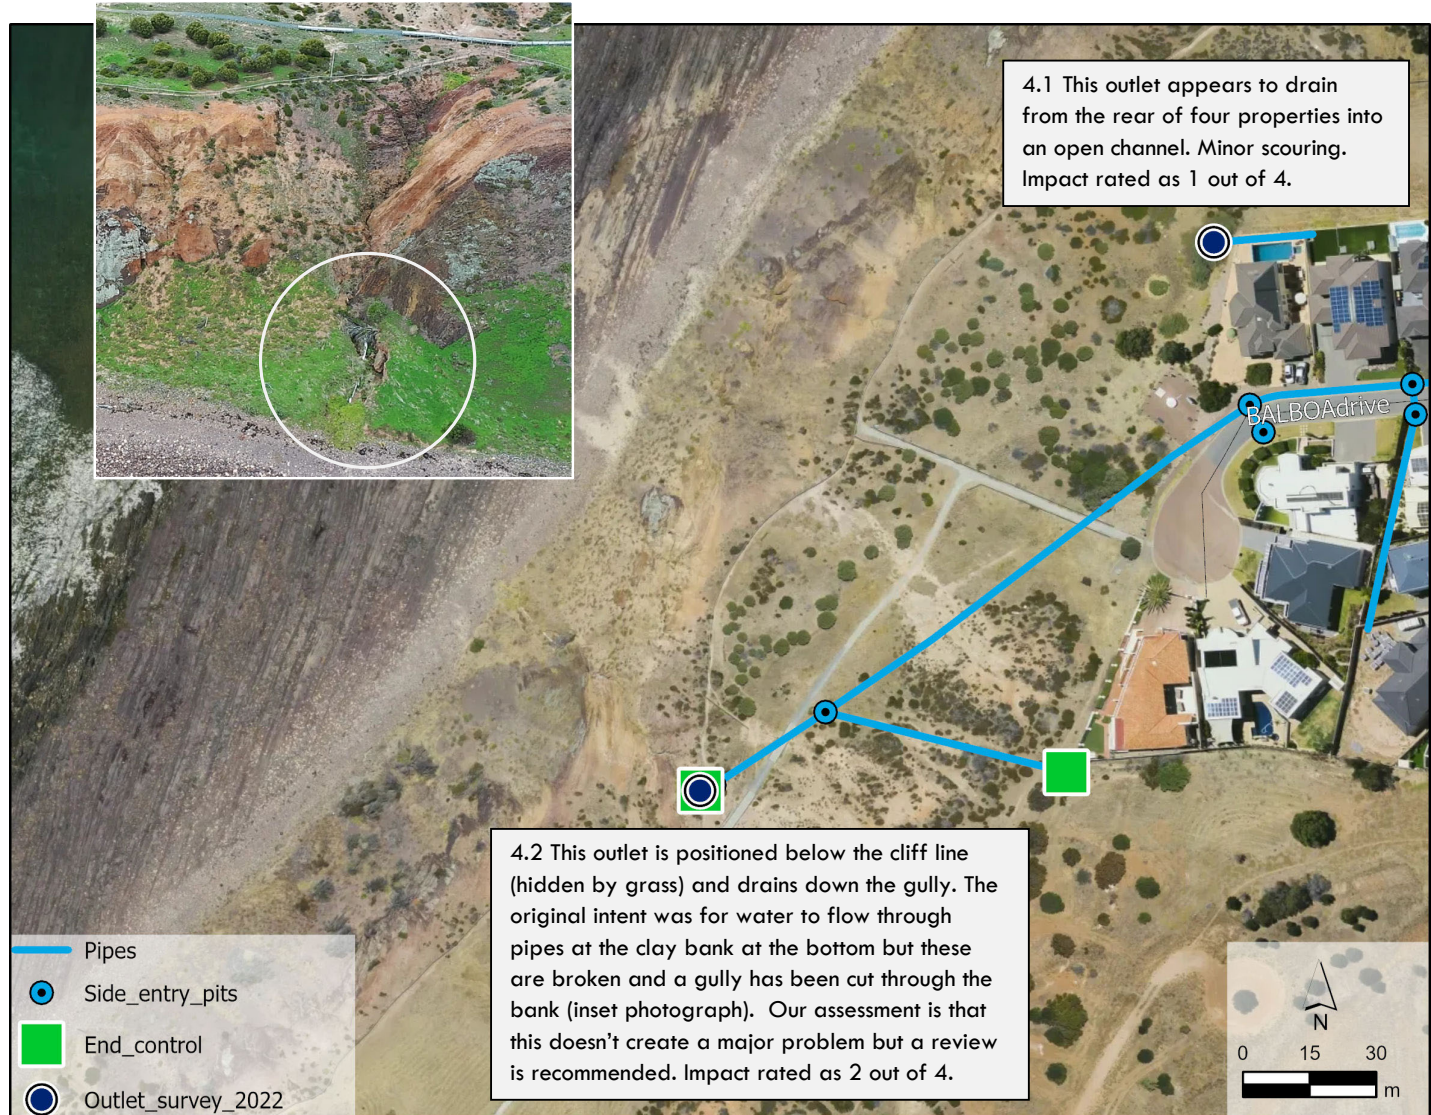 4.1 This outlet appears to drain
from the rear of four properties into
an open channel. Minor scouring.
Impact rated as 1 out of 4.
BALBOAdrive
4.2 This outlet is positioned below the cliff line
(hidden by grass) and drains down the gully. The
original intent was for water to flow through
pipes at the clay bank at the bottom but these
are broken and a gully has been cut through the
bank (inset photograph).  Our assessment is that
this doesn't create a major problem but a review
is recommended. Impact rated as 2 out of 4.
Pipes
Side_entry_pits
End_control
Outlet_survey_2022
N
0 15 30
m